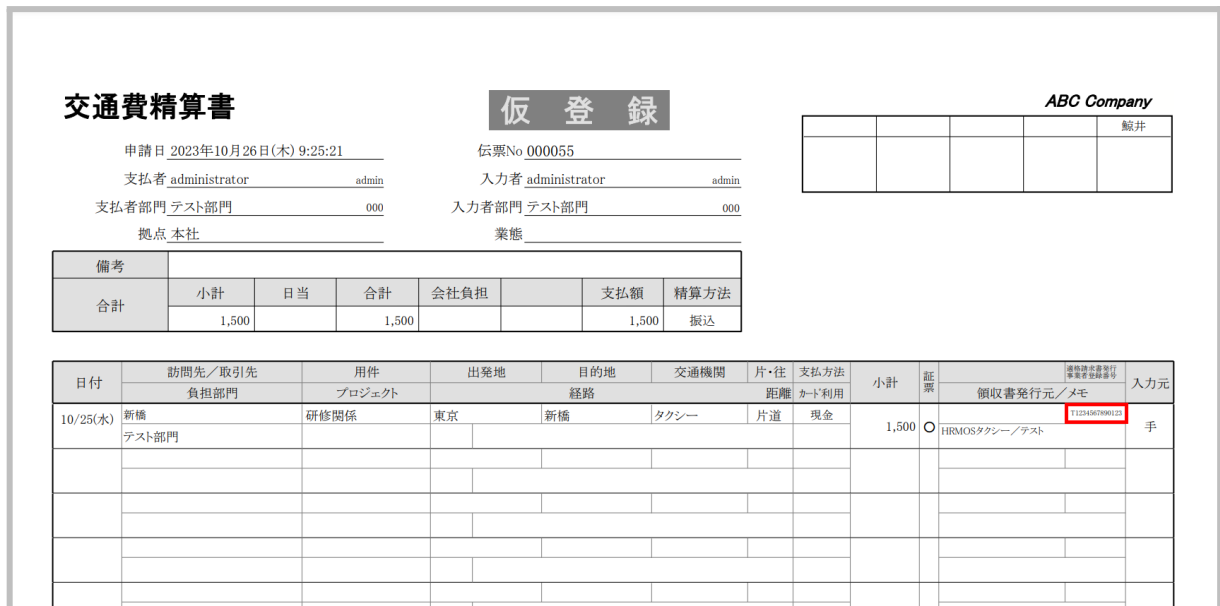 交通費精算書
仮 登 録
ABC Company
鯨井
申請日 2023年10月26日(木) 9:25:21
伝票No 000055
支払者 administrator admin
入力者 administrator admin
支払者部門 テスト部門 000
入力者部門 テスト部門 000
拠点 本社
業態
備考
合計 小計 日当 合計 会社負担 支払額 精算方法
1,500 1,500 1,500 振込
日付 訪問先/取引先 用件 出発地 目的地 交通機関 片・往 支払方法 小計 証票 適格請求書発行事業者登録番号 入力元
負担部門 プロジェクト 経路 距離 カード利用 領収書発行元/メモ
10/25(水) 新橋 研修関係 東京 新橋 タクシー 片道 現金 1,500 ○ T1234567890123 手
テスト部門 HRMOSタクシー/テスト